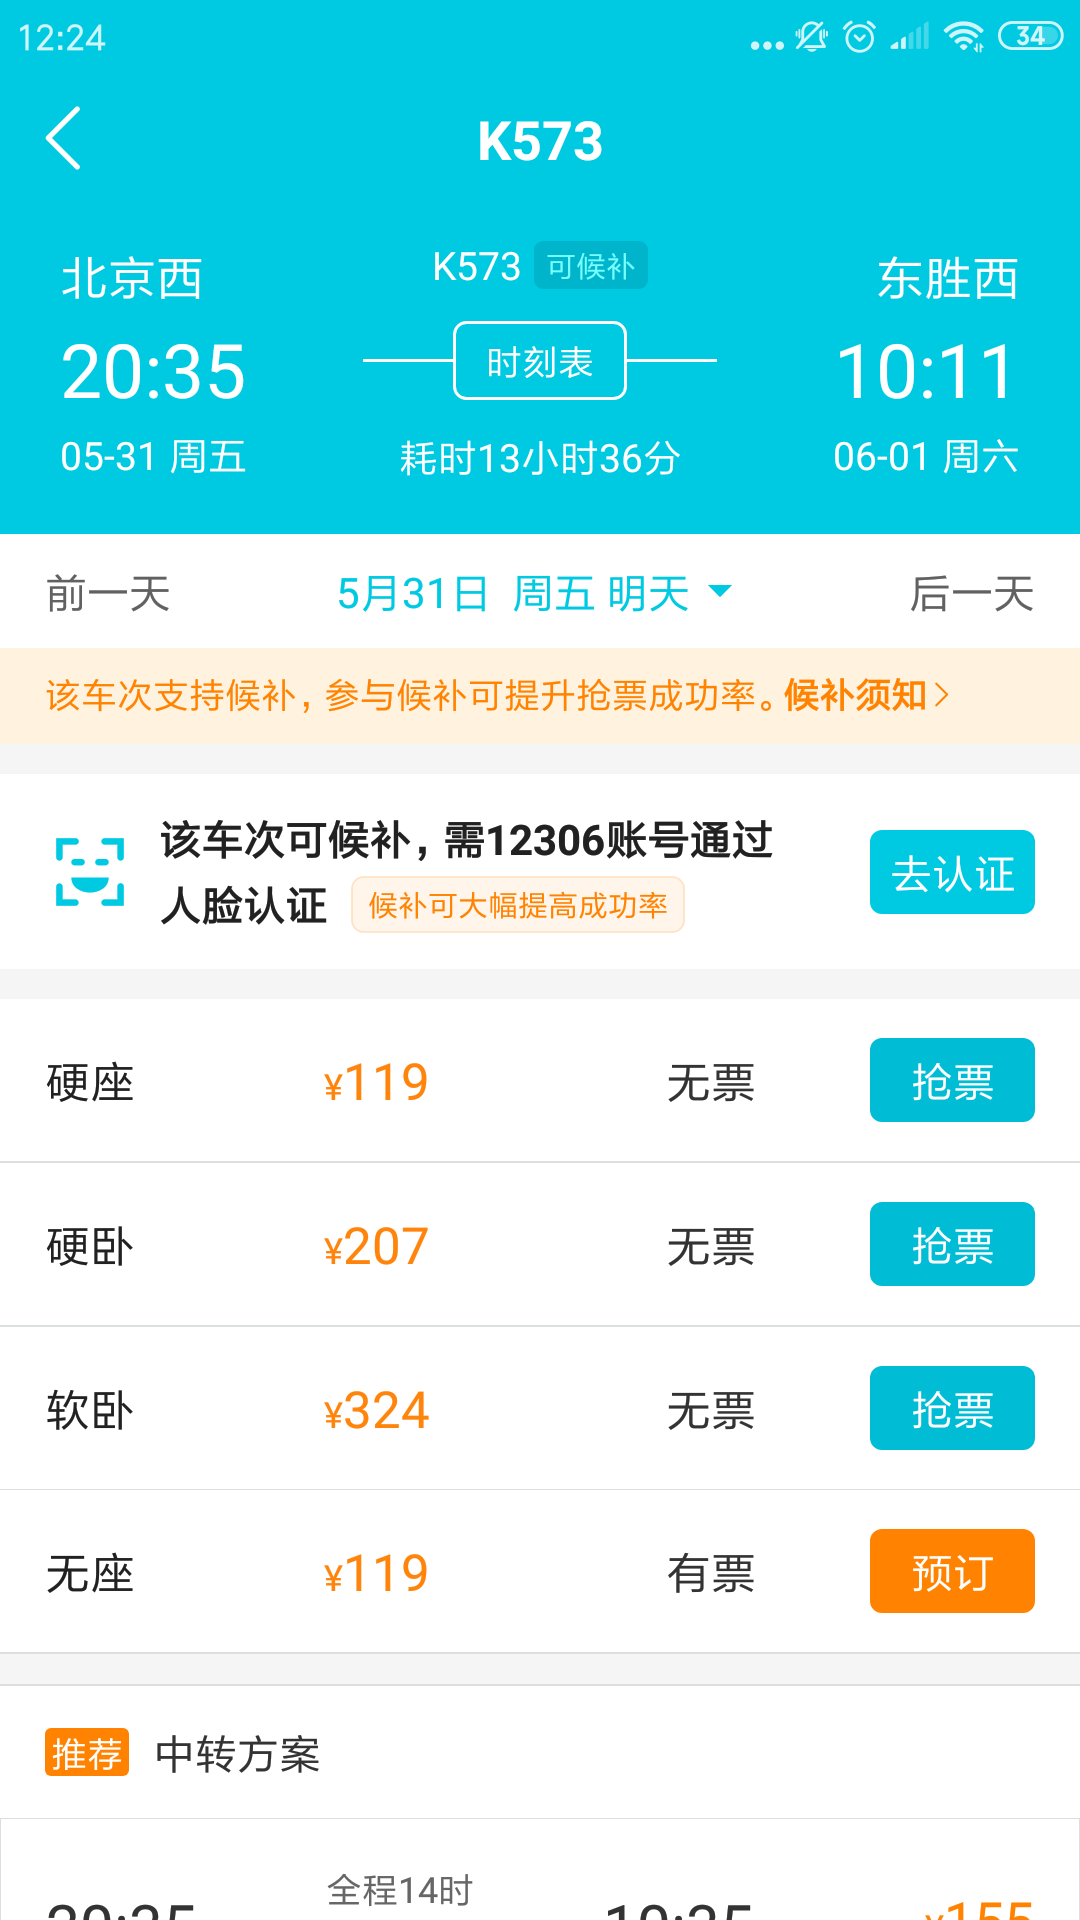 12:24
34
K573
北京西
K573 可候补
东胜西
20:35
时刻表
10:11
05-31 周五
耗时13小时36分
06-01 周六
前一天
5月31日 周五 明天
后一天
该车次支持候补，参与候补可提升抢票成功率。候补须知
该车次可候补，需12306账号通过
人脸认证 候补可大幅提高成功率
去认证
硬座 ¥119 无票 抢票
硬卧 ¥207 无票 抢票
软卧 ¥324 无票 抢票
无座 ¥119 有票 预订
推荐 中转方案
全程14时
20:35 10:35 ¥155